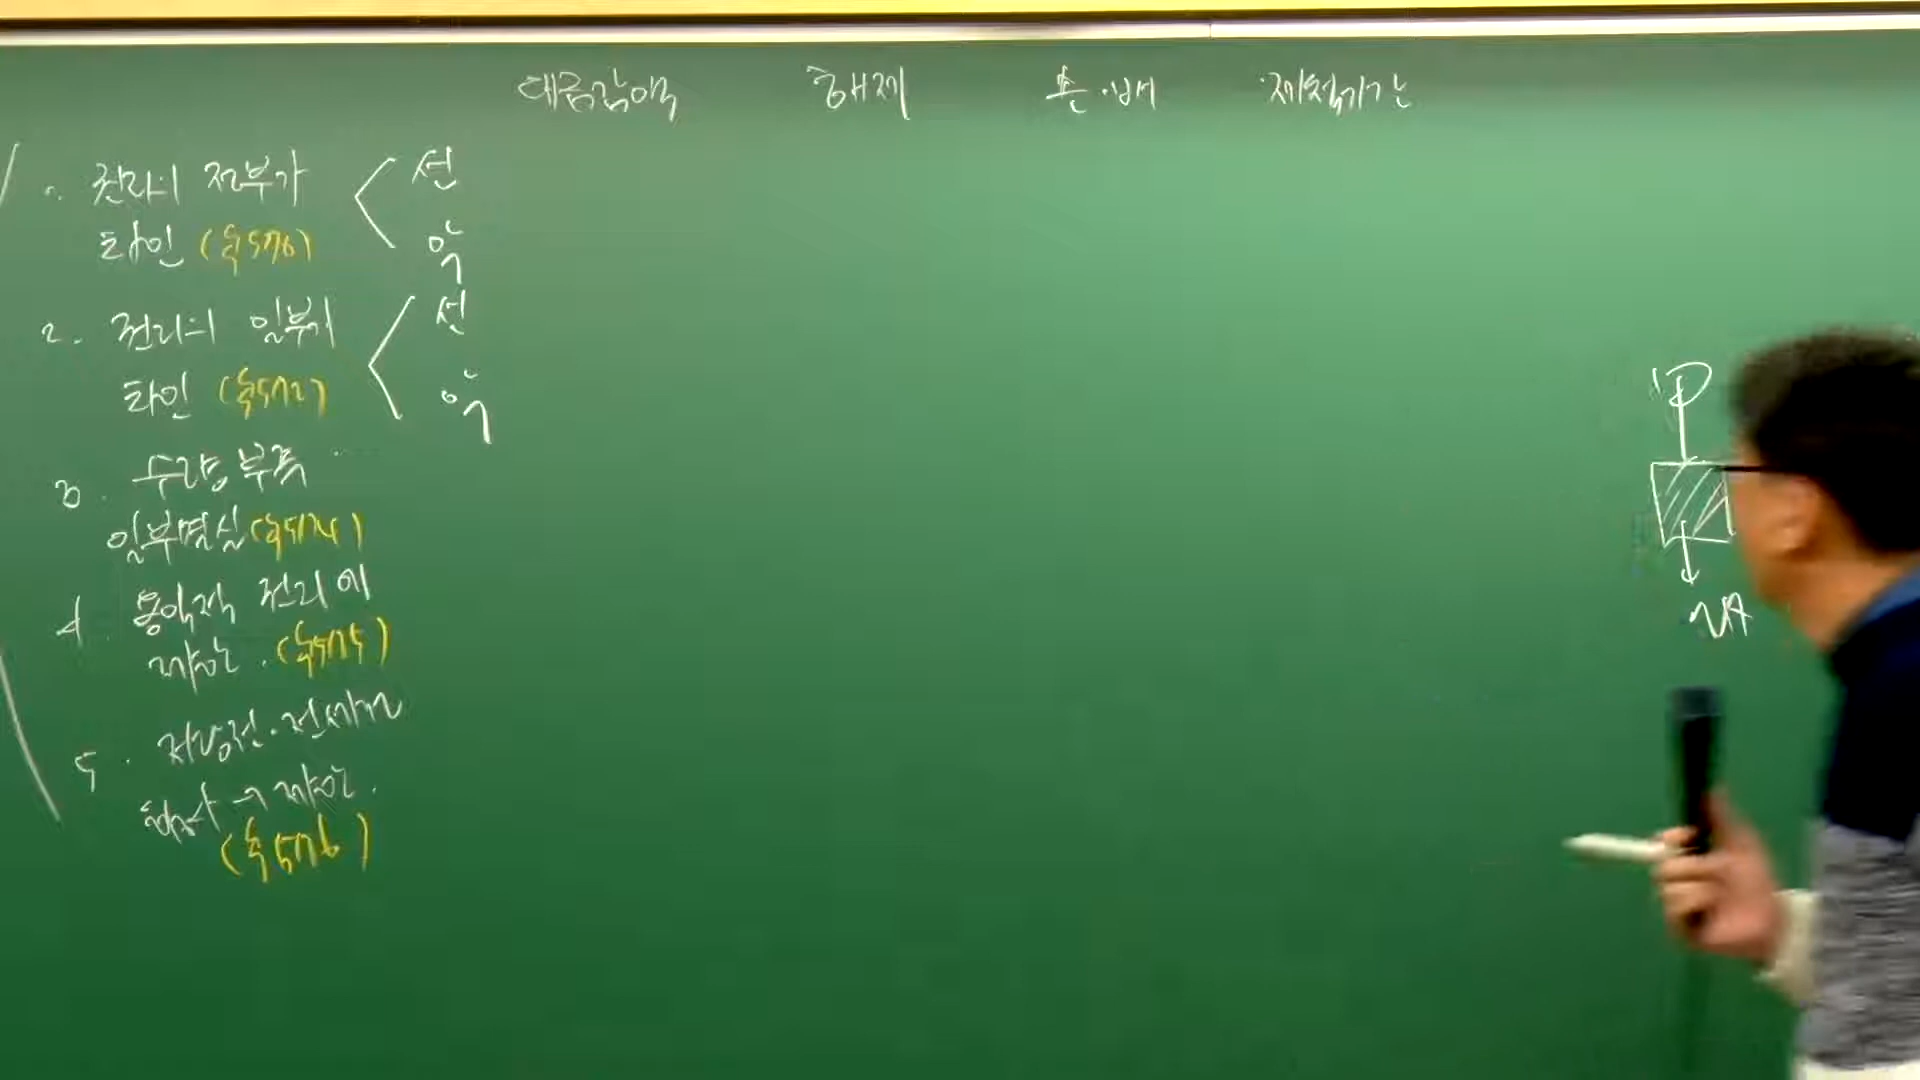 대금감액 해제 손·배 제척기간
1. 권리의 전부가 선
타인 (§570) 악
2. 권리의 일부가 선
타인 (§572) 악
3. 수량부족
일부멸실 (§574)
4. 용익적 권리에
제한. (§575)
5. 저당권·전세권
행사 제한.
(§576)